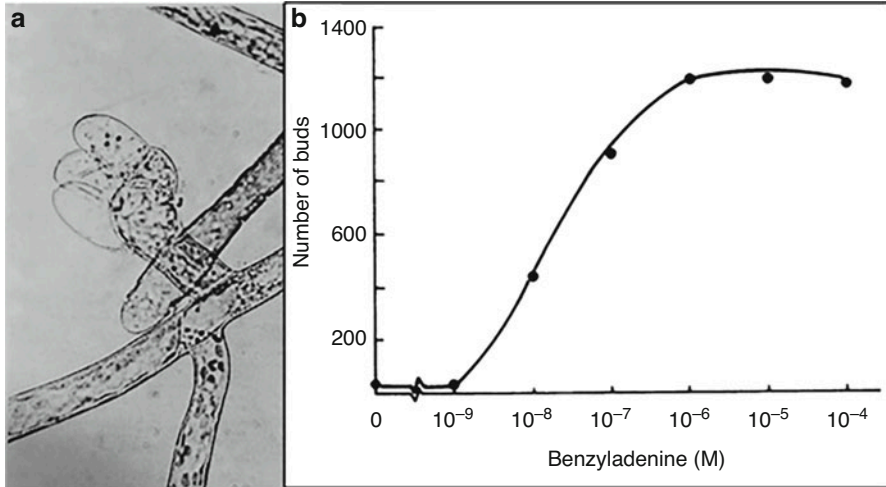 a
b
1400
1000
600
200
Number of buds
0 10⁻⁹ 10⁻⁸ 10⁻⁷ 10⁻⁶ 10⁻⁵ 10⁻⁴
Benzyladenine (M)